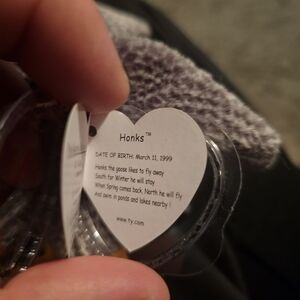 Honks™
DATE OF BIRTH: March 11, 1999
Honks the goose likes to fly away
South for Winter he will stay
When Spring comes back, North he will fly
And swim in ponds and lakes nearby !
www.ty.com